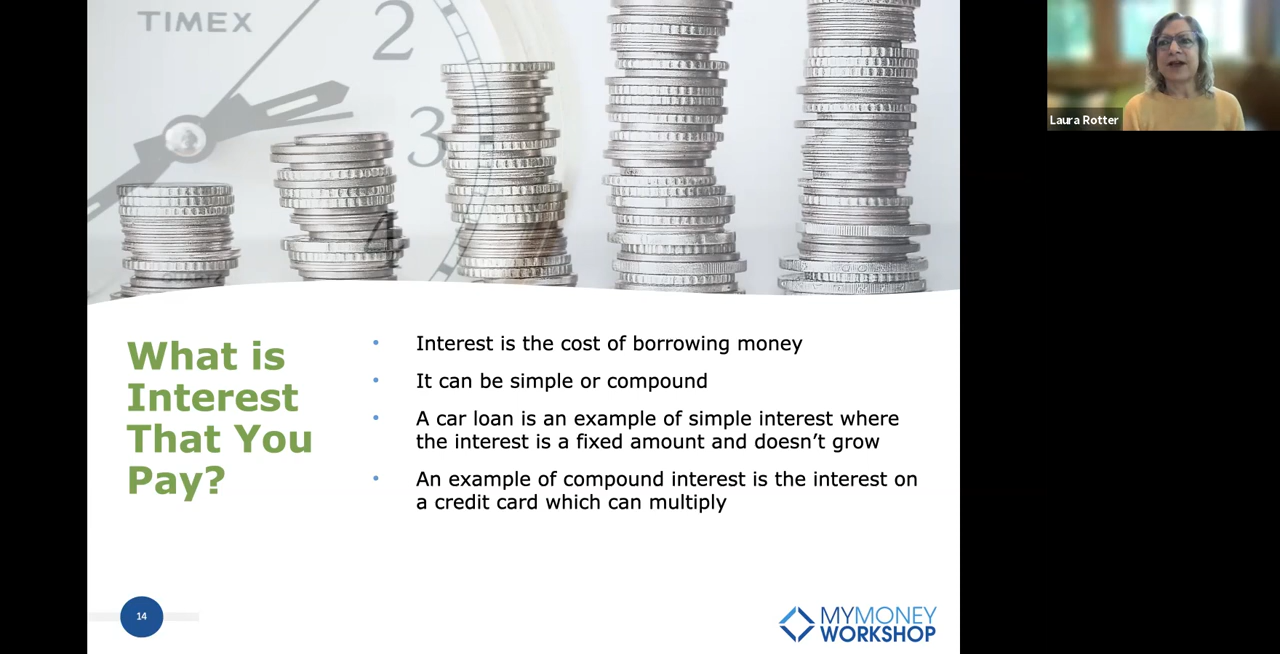 TIMEX
2
3
4
Laura Rotter
What is
Interest
That You
Pay?
• Interest is the cost of borrowing money
• It can be simple or compound
• A car loan is an example of simple interest where
the interest is a fixed amount and doesn’t grow
• An example of compound interest is the interest on
a credit card which can multiply
14
MYMONEY
WORKSHOP